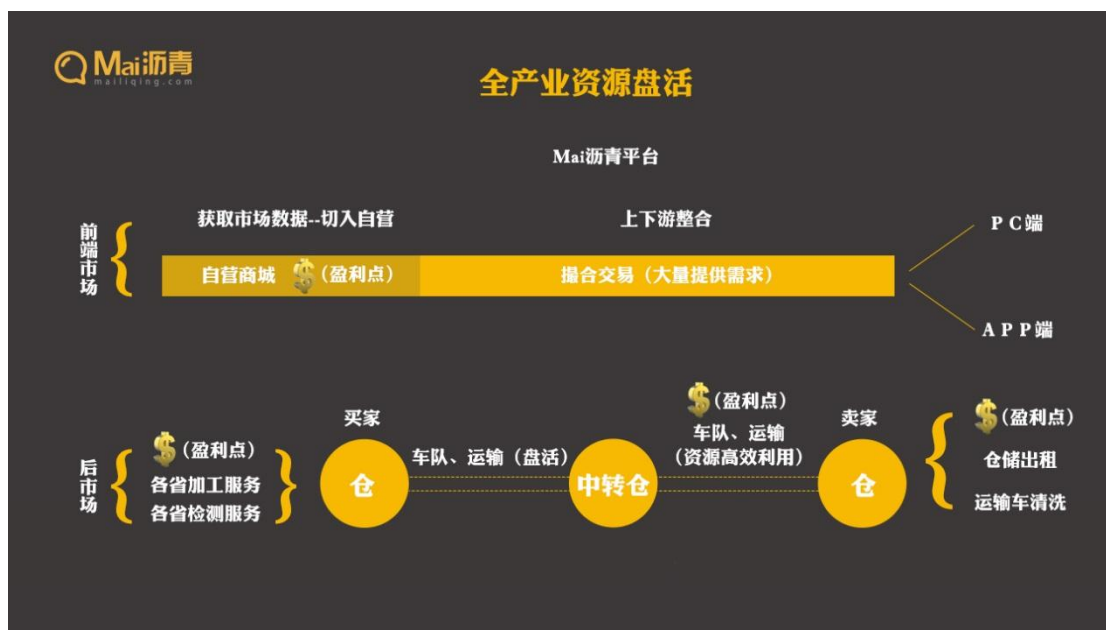 Mai沥青
mailiqing.com
全产业资源盘活
Mai沥青平台
前端市场
获取市场数据--切入自营
上下游整合
自营商城 $（盈利点）
撮合交易（大量提供需求）
PC端
APP端
后市场
$（盈利点）
各省加工服务
各省检测服务
买家
仓
车队、运输（盘活）
中转仓
$（盈利点）
车队、运输
（资源高效利用）
卖家
仓
$（盈利点）
仓储出租
运输车清洗